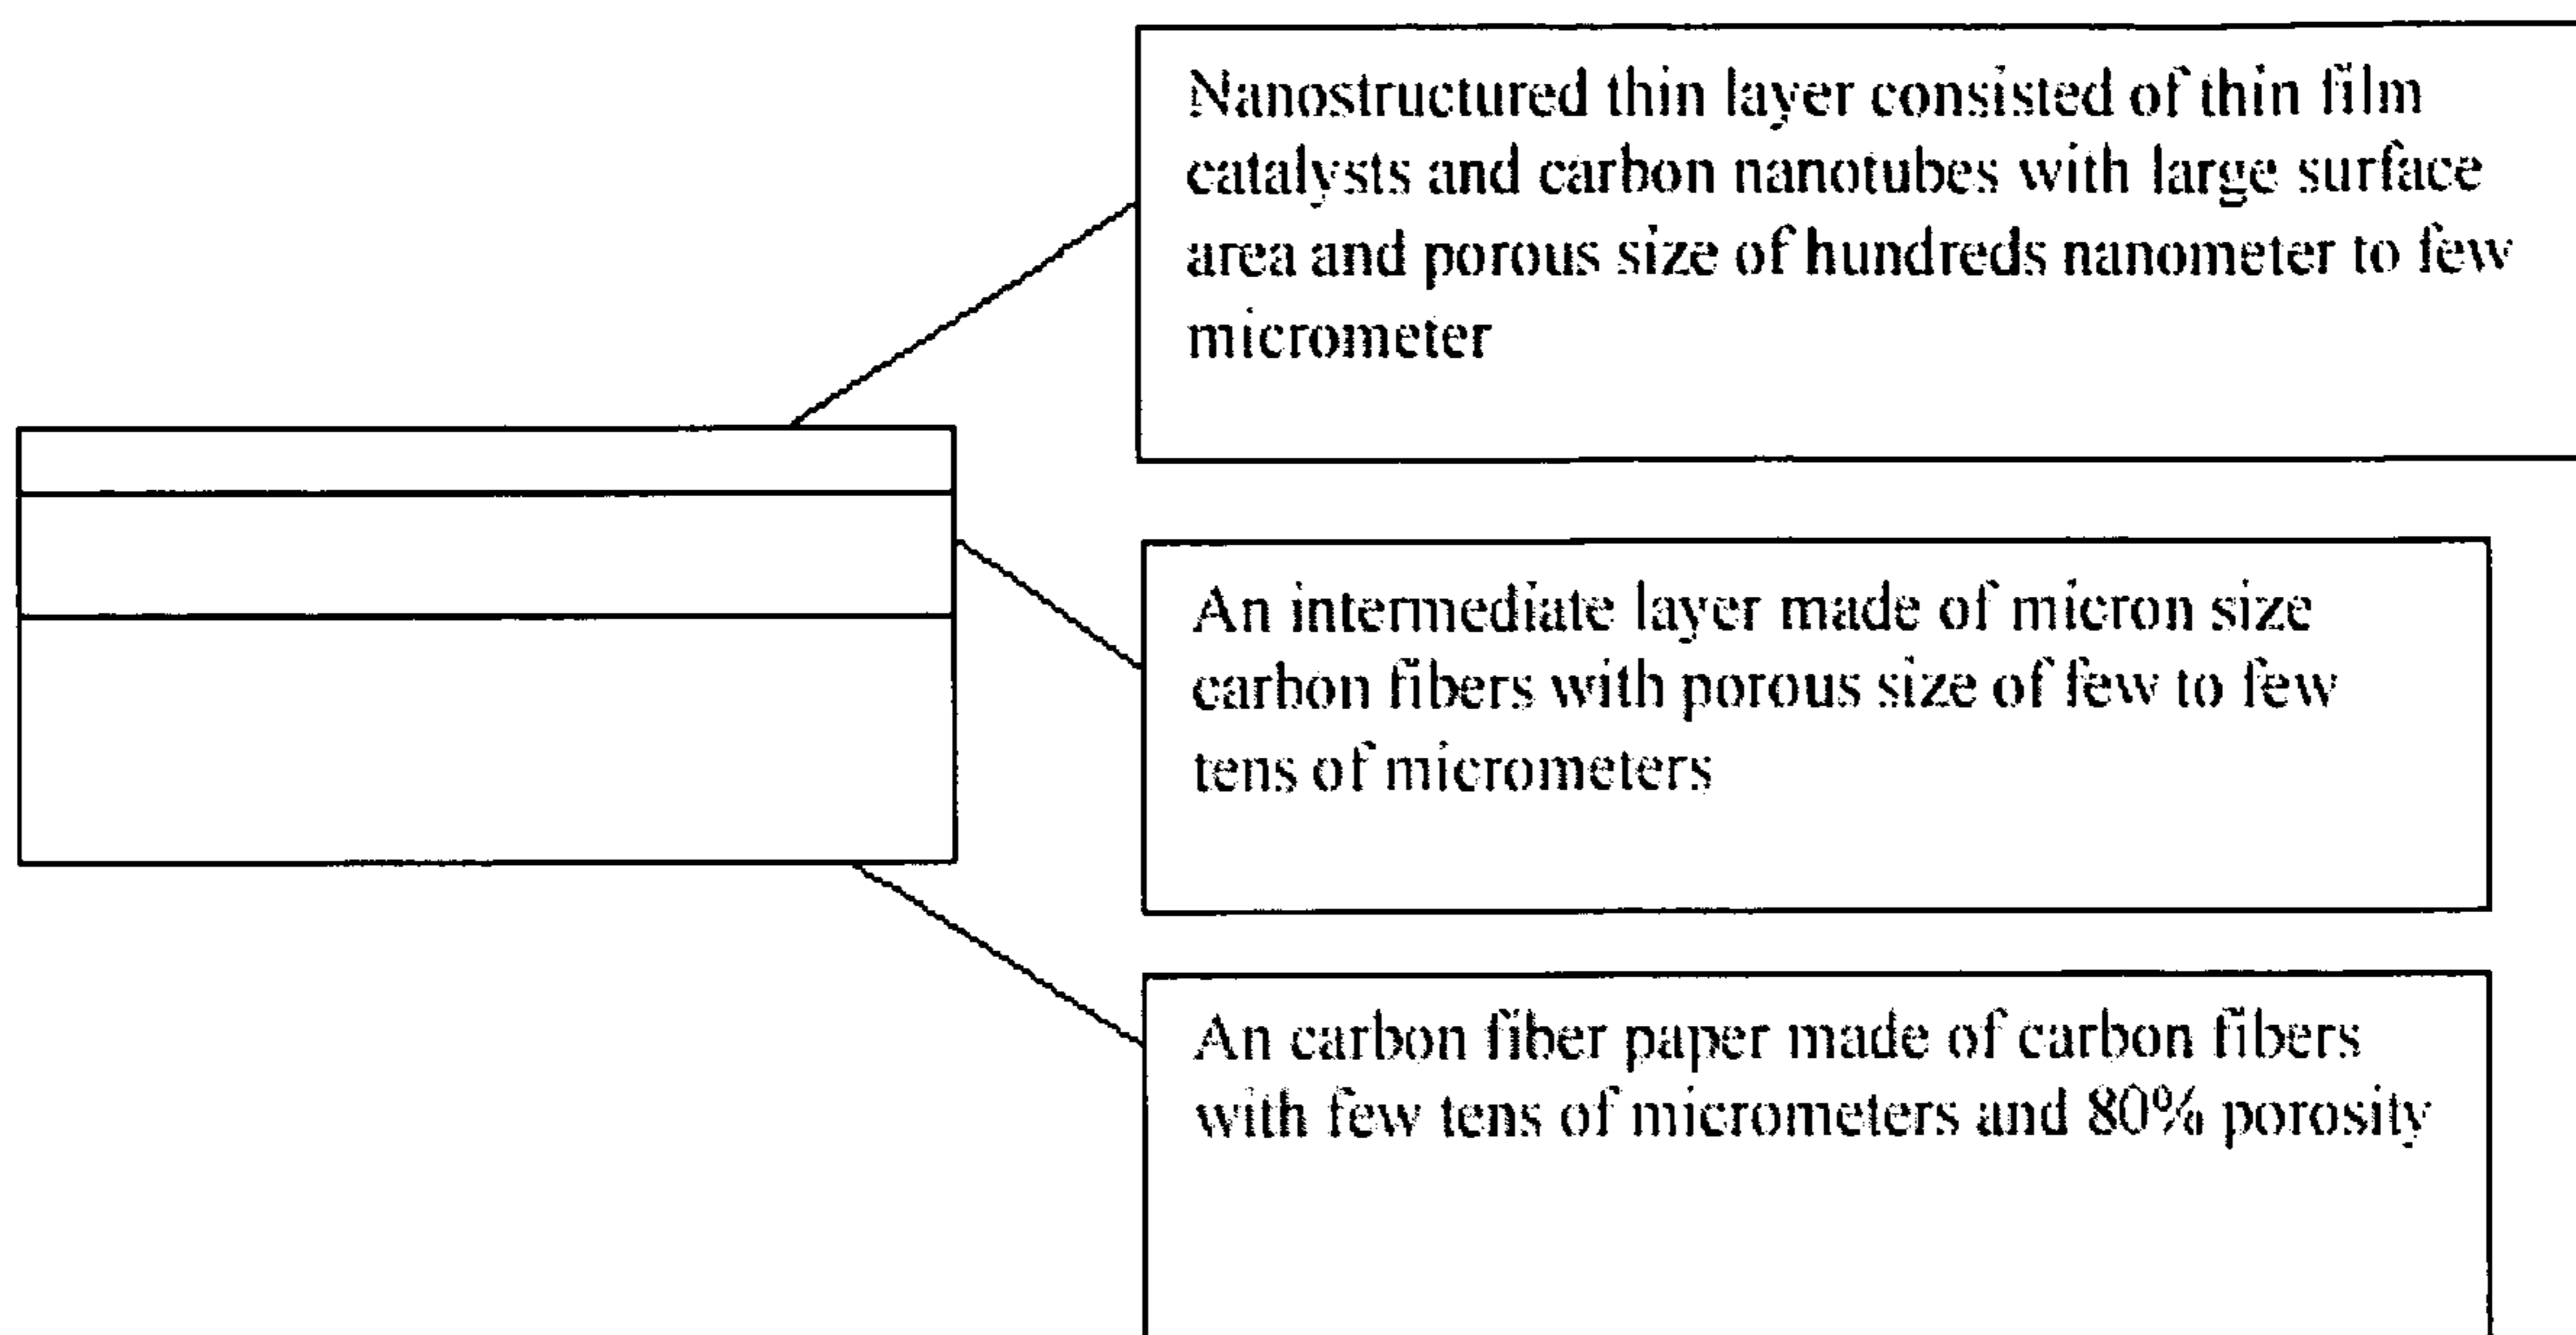 Nanostructured thin layer consisted of thin film
catalysts and carbon nanotubes with large surface
area and porous size of hundreds nanometer to few
micrometer
An intermediate layer made of micron size
carbon fibers with porous size of few to few
tens of micrometers
An carbon fiber paper made of carbon fibers
with few tens of micrometers and 80% porosity